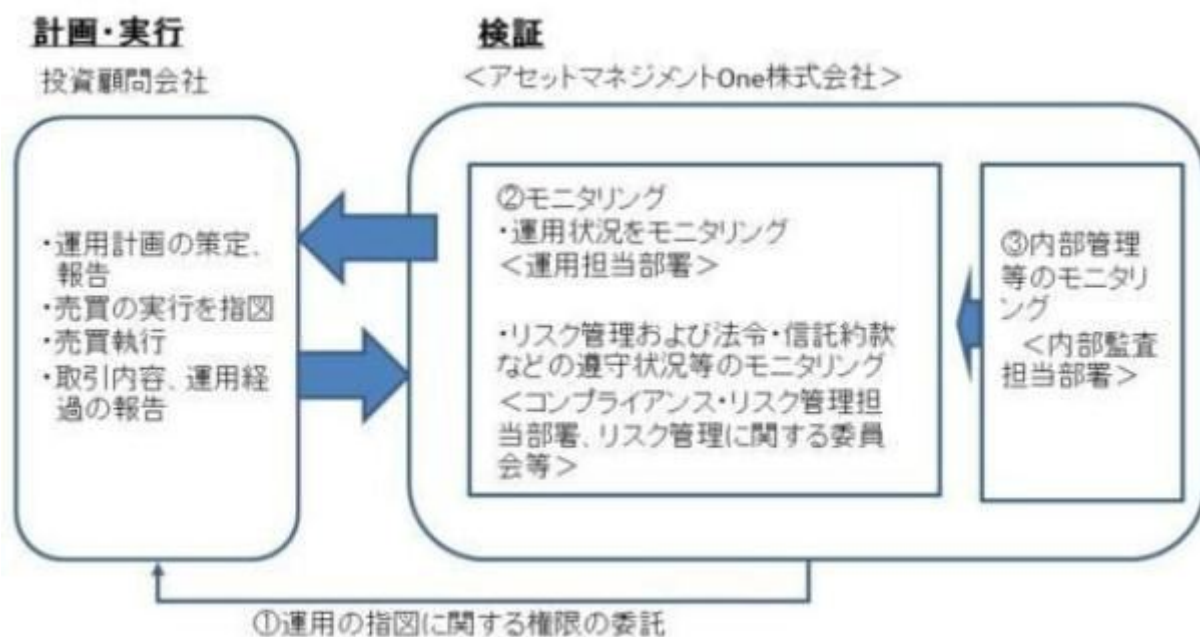 計画・実行
投資顧問会社
・運用計画の策定、
報告
・売買の実行を指図
・売買執行
・取引内容、運用経
過の報告
検証
＜アセットマネジメントOne株式会社＞
②モニタリング
・運用状況をモニタリング
＜運用担当部署＞
・リスク管理および法令・信託約款
などの遵守状況等のモニタリング
＜コンプライアンス・リスク管理担
当部署、リスク管理に関する委員
会等＞
③内部管理
等のモニタリ
ング
＜内部監査
担当部署＞
①運用の指図に関する権限の委託